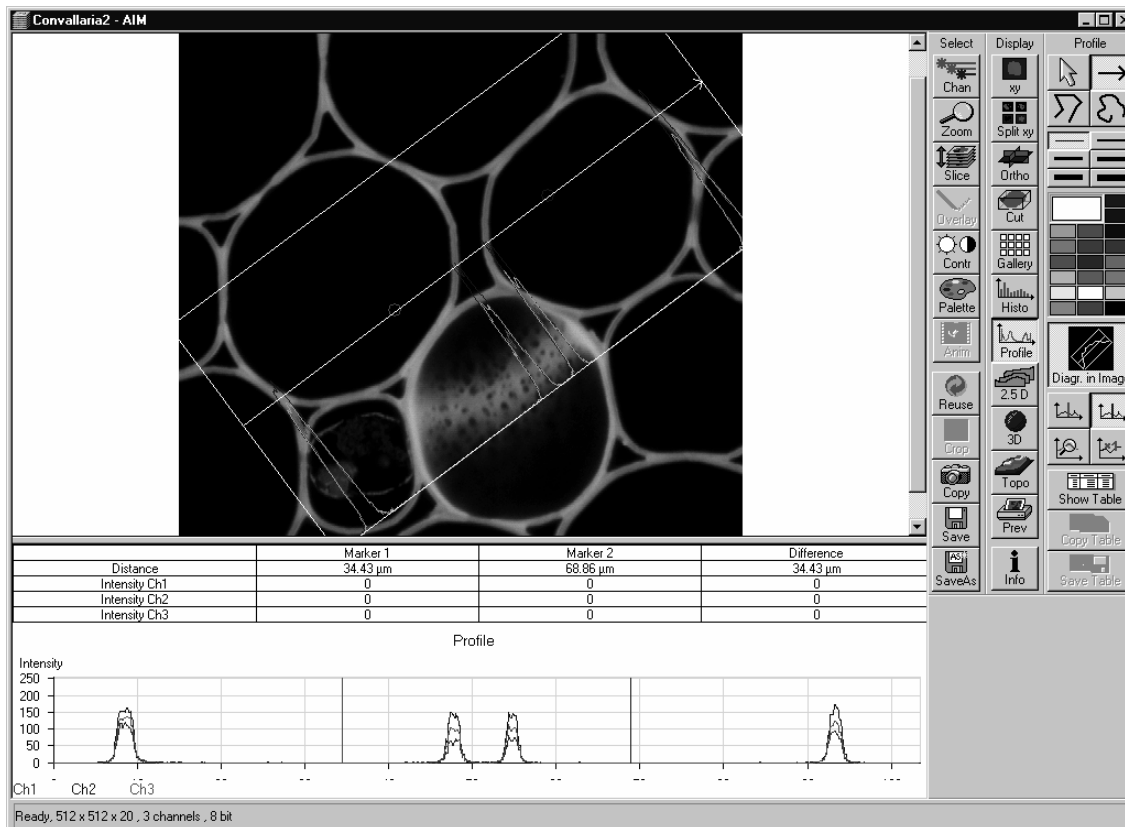 Convallaria2 - AIM
Select Display Profile
Chan xy
Zoom Split xy
Slice Ortho
Overlay Cut
Contr Gallery
Palette Histo
Anim Profile Diagr. in Image
Reuse 2.5 D
Crop 3D
Copy Topo Show Table
Save Prev Copy Table
SaveAs Info Save Table
Marker 1 Marker 2 Difference
Distance 34.43 µm 68.86 µm 34.43 µm
Intensity Ch1 0 0 0
Intensity Ch2 0 0 0
Intensity Ch3 0 0 0
Profile
Intensity
250
200
150
100
50
0
Ch1 Ch2 Ch3
Ready, 512 x 512 x 20 , 3 channels , 8 bit